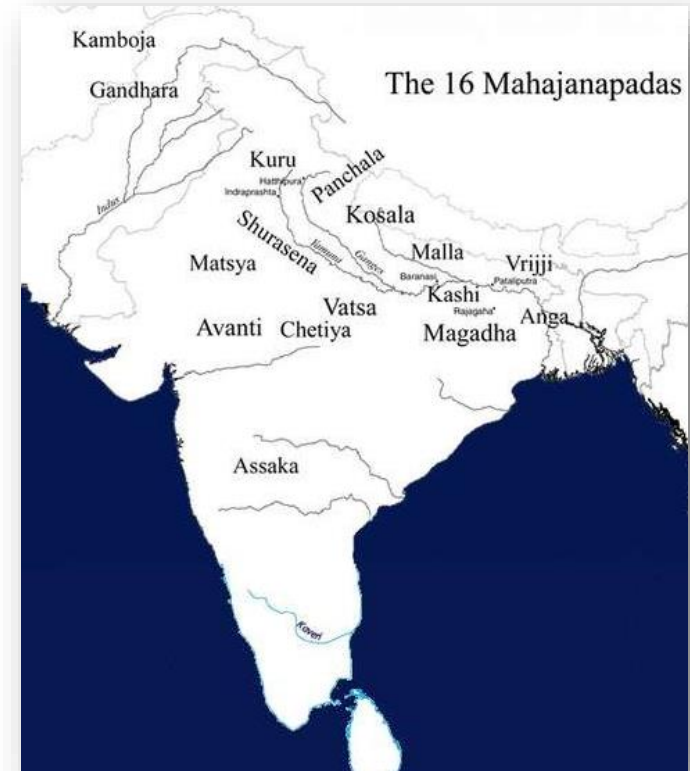 Kamboja
The 16 Mahajanapadas
Gandhara
Kuru
Panchala
Hatthipura
Indraprashta
Indus
Kosala
Shurasena
Yamuna
Ganges
Malla
Vrijji
Matsya
Baranasi
Pataliputra
Kashi
Vatsa
Rajagaha
Anga
Avanti
Chetiya
Magadha
Assaka
Kaveri